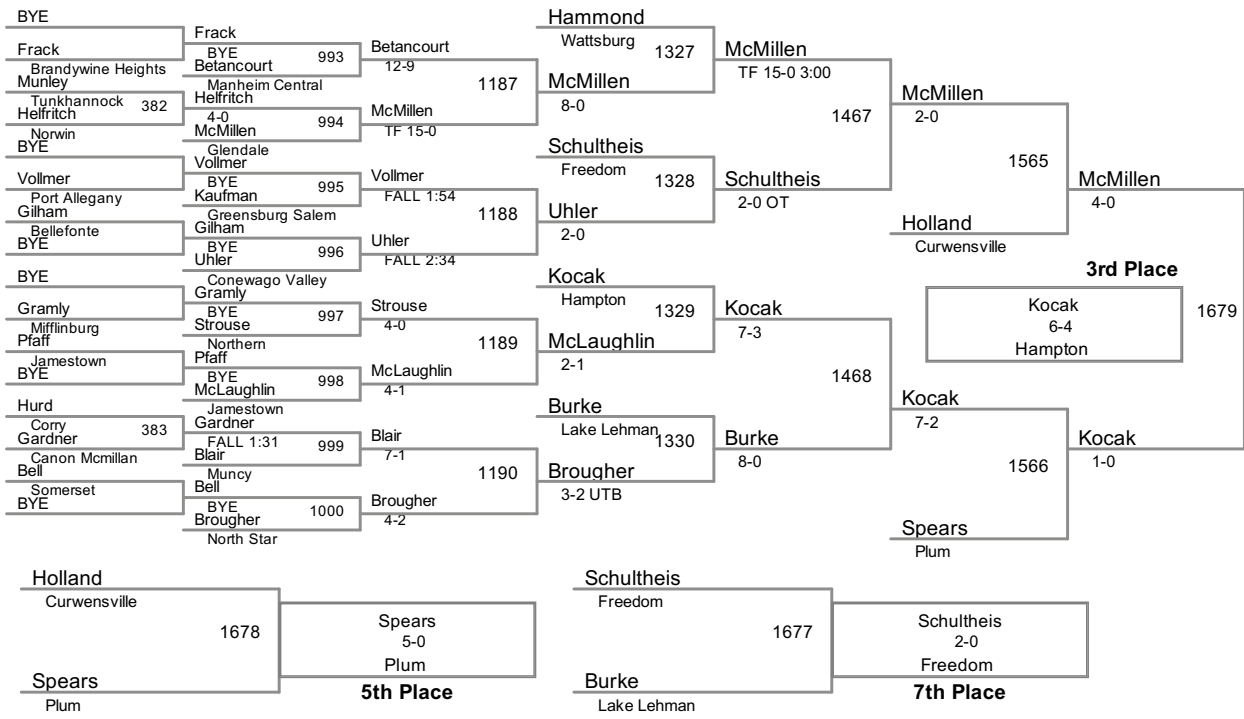 BYE
Frack
Brandywine Heights
Munley
Tunkhannock
382
Helfritch
Norwin
BYE
Vollmer
Port Allegany
Gilham
Bellefonte
BYE
BYE
Gramly
Mifflinburg
Pfaff
Jamestown
BYE
Hurd
Corry
383
Gardner
Canon Mcmillan
Bell
Somerset
BYE
Frack
BYE
993
Betancourt
Manheim Central
Helfritch
4-0
994
McMillen
Glendale
Vollmer
BYE
995
Kaufman
Greensburg Salem
Gilham
BYE
996
Uhler
Conewago Valley
Gramly
BYE
997
Strouse
Northern
Pfaff
BYE
998
McLaughlin
Jamestown
Gardner
FALL 1:31
999
Blair
Muncy
Bell
BYE
1000
Brougher
North Star
Betancourt
12-9
1187
McMillen
TF 15-0
Vollmer
FALL 1:54
1188
Uhler
FALL 2:34
Strouse
4-0
1189
McLaughlin
4-1
Blair
7-1
1190
Brougher
4-2
Hammond
Wattsburg
1327
McMillen
8-0
Schultheis
Freedom
1328
Uhler
2-0
Kocak
Hampton
1329
McLaughlin
2-1
Burke
Lake Lehman
1330
Brougher
3-2 UTB
McMillen
TF 15-0 3:00
1467
Schultheis
2-0 OT
Kocak
7-3
1468
Burke
8-0
McMillen
2-0
1565
Holland
Curwensville
Kocak
7-2
1566
Spears
Plum
McMillen
4-0
3rd Place
Kocak
6-4
Hampton
1679
Kocak
1-0
Holland
Curwensville
1678
Spears
Plum
Spears
5-0
Plum
5th Place
Schultheis
Freedom
1677
Burke
Lake Lehman
Schultheis
2-0
Freedom
7th Place